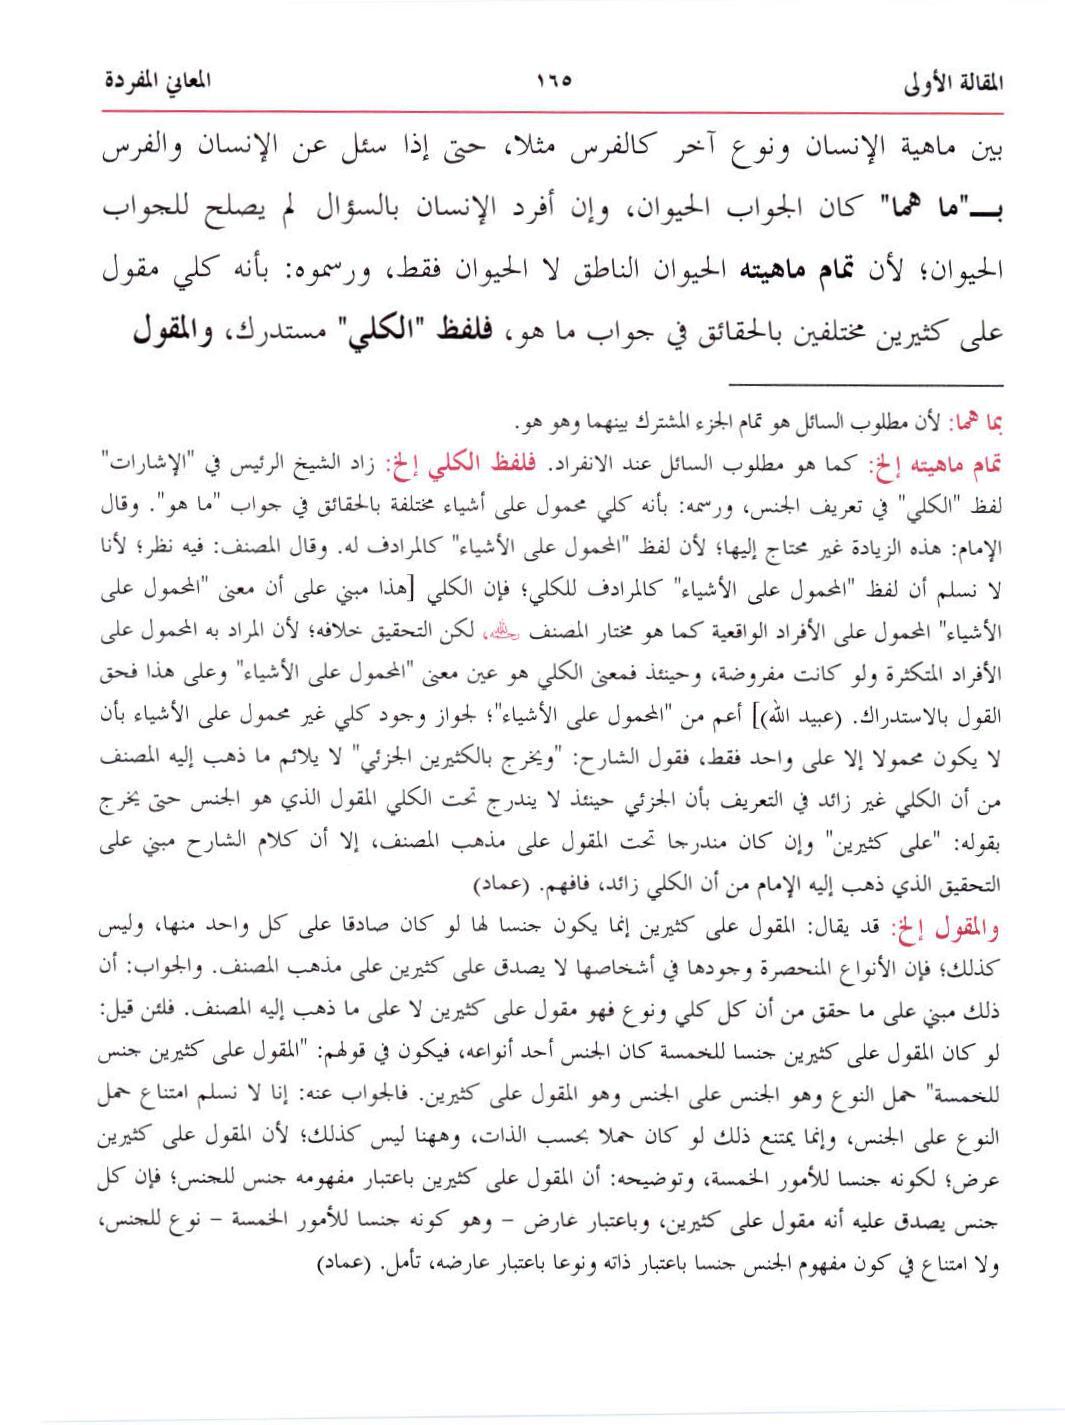 المقالة الأولى ١٦٥ المعاني المفردة
بين ماهية الإنسان ونوع آخر كالفرس مثلا، حتى إذا سئل عن الإنسان والفرس
بـ"ما هما" كان الجواب الحيوان، وإن أفرد الإنسان بالسؤال لم يصلح للجواب
الحيوان؛ لأن تمام ماهيته الحيوان الناطق لا الحيوان فقط، ورسموه: بأنه كلي مقول
على كثيرين مختلفين بالحقائق في جواب ما هو، فلفظ "الكلي" مستدرك، والمقول
بما هما: لأن مطلوب السائل هو تمام الجزء المشترك بينهما وهو هو.
تمام ماهيته إلخ: كما هو مطلوب السائل عند الانفراد. فلفظ الكلي إلخ: زاد الشيخ الرئيس في "الإشارات"
لفظ "الكلي" في تعريف الجنس، ورسمه: بأنه كلي محمول على أشياء مختلفة بالحقائق في جواب "ما هو". وقال
الإمام: هذه الزيادة غير محتاج إليها؛ لأن لفظ "المحمول على الأشياء" كالمرادف له. وقال المصنف: فيه نظر؛ لأنا
لا نسلم أن لفظ "المحمول على الأشياء" كالمرادف للكلي؛ فإن الكلي [هذا مبني على أن معنى "المحمول على
الأشياء" المحمول على الأفراد الواقعية كما هو مختار المصنف رحمه الله، لكن التحقيق خلافه؛ لأن المراد به المحمول على
الأفراد المتكثرة ولو كانت مفروضة، وحينئذ فمعنى الكلي هو عين معنى "المحمول على الأشياء" وعلى هذا فحق
القول بالاستدراك. (عبيد الله)] أعم من "المحمول على الأشياء"؛ لجواز وجود كلي غير محمول على الأشياء بأن
لا يكون محمولا إلا على واحد فقط، فقول الشارح: "ويخرج بالكثيرين الجزئي" لا يلائم ما ذهب إليه المصنف
من أن الكلي غير زائد في التعريف بأن الجزئي حينئذ لا يندرج تحت الكلي المقول الذي هو الجنس حتى يخرج
بقوله: "على كثيرين" وإن كان مندرجا تحت المقول على مذهب المصنف، إلا أن كلام الشارح مبني على
التحقيق الذي ذهب إليه الإمام من أن الكلي زائد، فافهم. (عماد)
والمقول إلخ: قد يقال: المقول على كثيرين إنما يكون جنسا لها لو كان صادقا على كل واحد منها، وليس
كذلك؛ فإن الأنواع المنحصرة وجودها في أشخاصها لا يصدق على كثيرين على مذهب المصنف. والجواب: أن
ذلك مبني على ما حقق من أن كل كلي ونوع فهو مقول على كثيرين لا على ما ذهب إليه المصنف. فلئن قيل:
لو كان المقول على كثيرين جنسا للخمسة كان الجنس أحد أنواعه، فيكون في قولهم: "المقول على كثيرين جنس
للخمسة" حمل النوع وهو الجنس على الجنس وهو المقول على كثيرين. فالجواب عنه: إنا لا نسلم امتناع حمل
النوع على الجنس، وإنما يمتنع ذلك لو كان حملا بحسب الذات، وههنا ليس كذلك؛ لأن المقول على كثيرين
عرض؛ لكونه جنسا للأمور الخمسة، وتوضيحه: أن المقول على كثيرين باعتبار مفهومه جنس للجنس؛ فإن كل
جنس يصدق عليه أنه مقول على كثيرين، وباعتبار عارض – وهو كونه جنسا للأمور الخمسة – نوع للجنس،
ولا امتناع في كون مفهوم الجنس جنسا باعتبار ذاته ونوعا باعتبار عارضه، تأمل. (عماد)